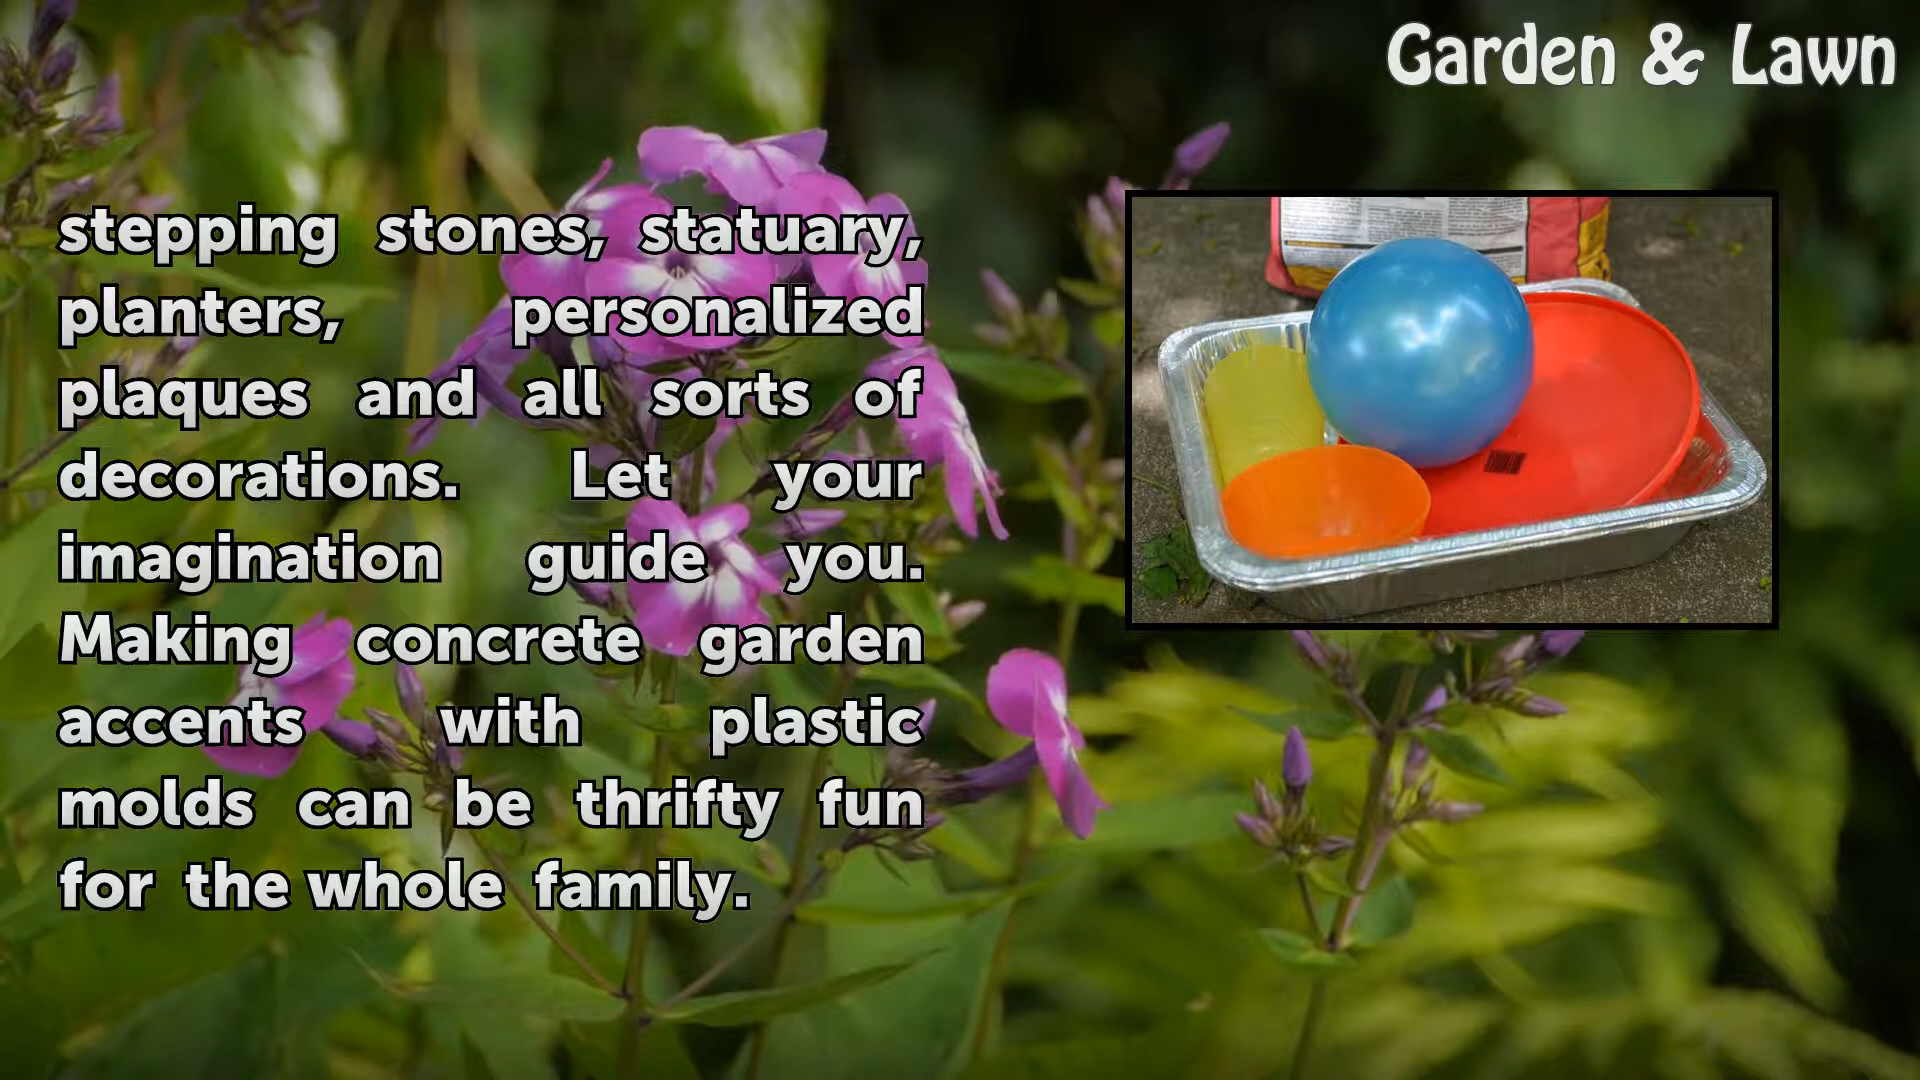 Garden & Lawn
stepping stones, statuary,
planters, personalized
plaques and all sorts of
decorations. Let your
imagination guide you.
Making concrete garden
accents with plastic
molds can be thrifty fun
for the whole family.